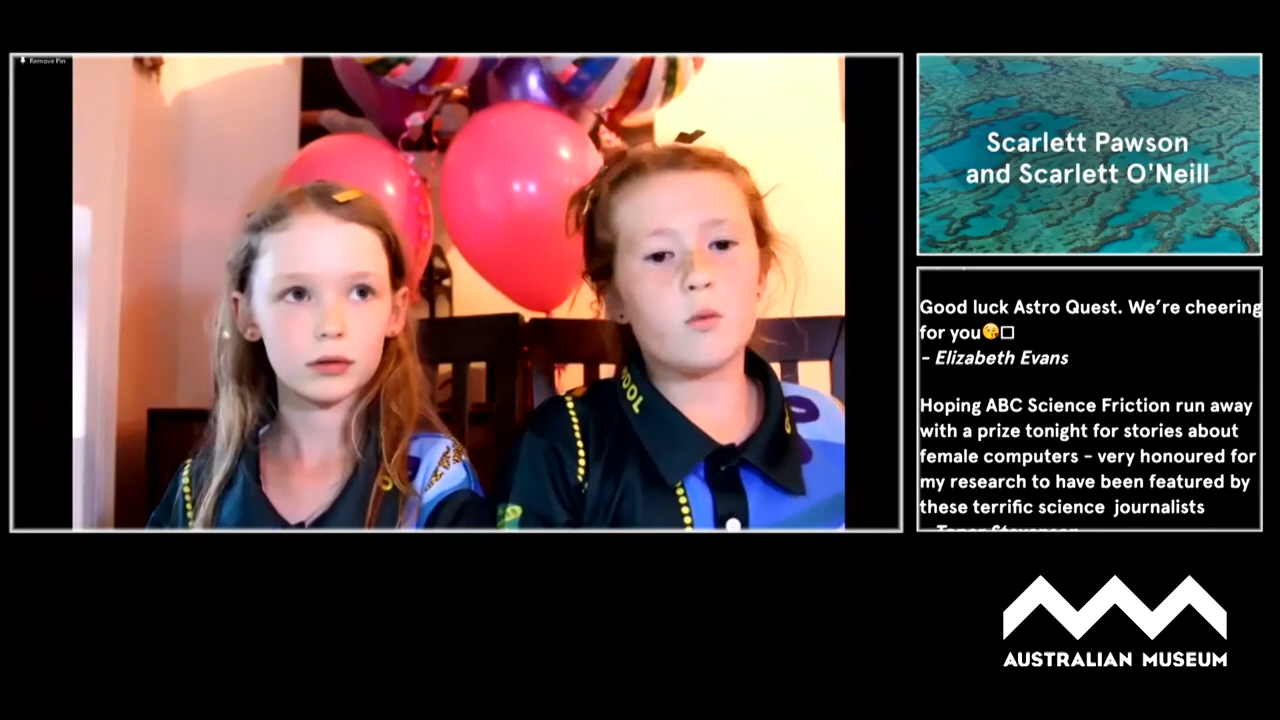 Remove Pin
Scarlett Pawson
and Scarlett O'Neill
Good luck Astro Quest. We’re cheering
for you😘☐
– Elizabeth Evans
Hoping ABC Science Friction run away
with a prize tonight for stories about
female computers – very honoured for
my research to have been featured by
these terrific science journalists
OOL
AUSTRALIAN MUSEUM